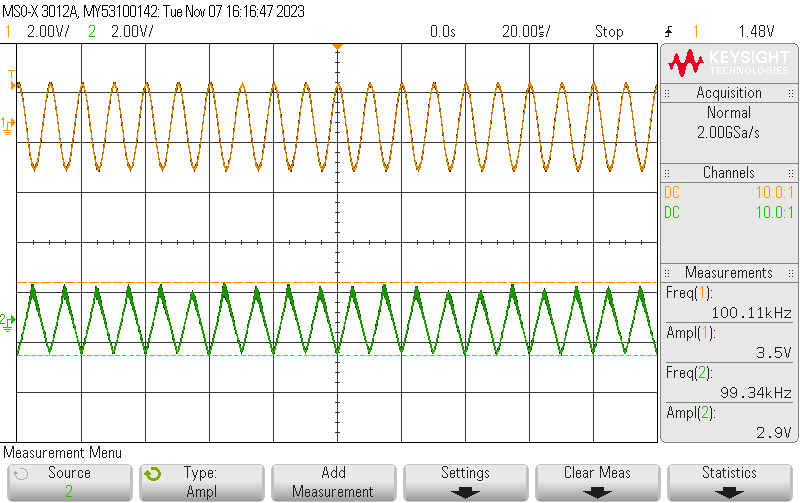 MSO-X 3012A, MY53100142: Tue Nov 07 16:16:47 2023
1 2.00V/ 2 2.00V/ 0.0s 20.00µs/ Stop 1 1.48V
KEYSIGHT
TECHNOLOGIES
Acquisition
Normal
2.00GSa/s
Channels
DC 10.0:1
DC 10.0:1
Measurements
Freq(1):
100.11kHz
Ampl(1):
3.5V
Freq(2):
99.34kHz
Ampl(2):
2.9V
T
1
2
Measurement Menu
Source
2
Type:
Ampl
Add
Measurement
Settings
Clear Meas
Statistics